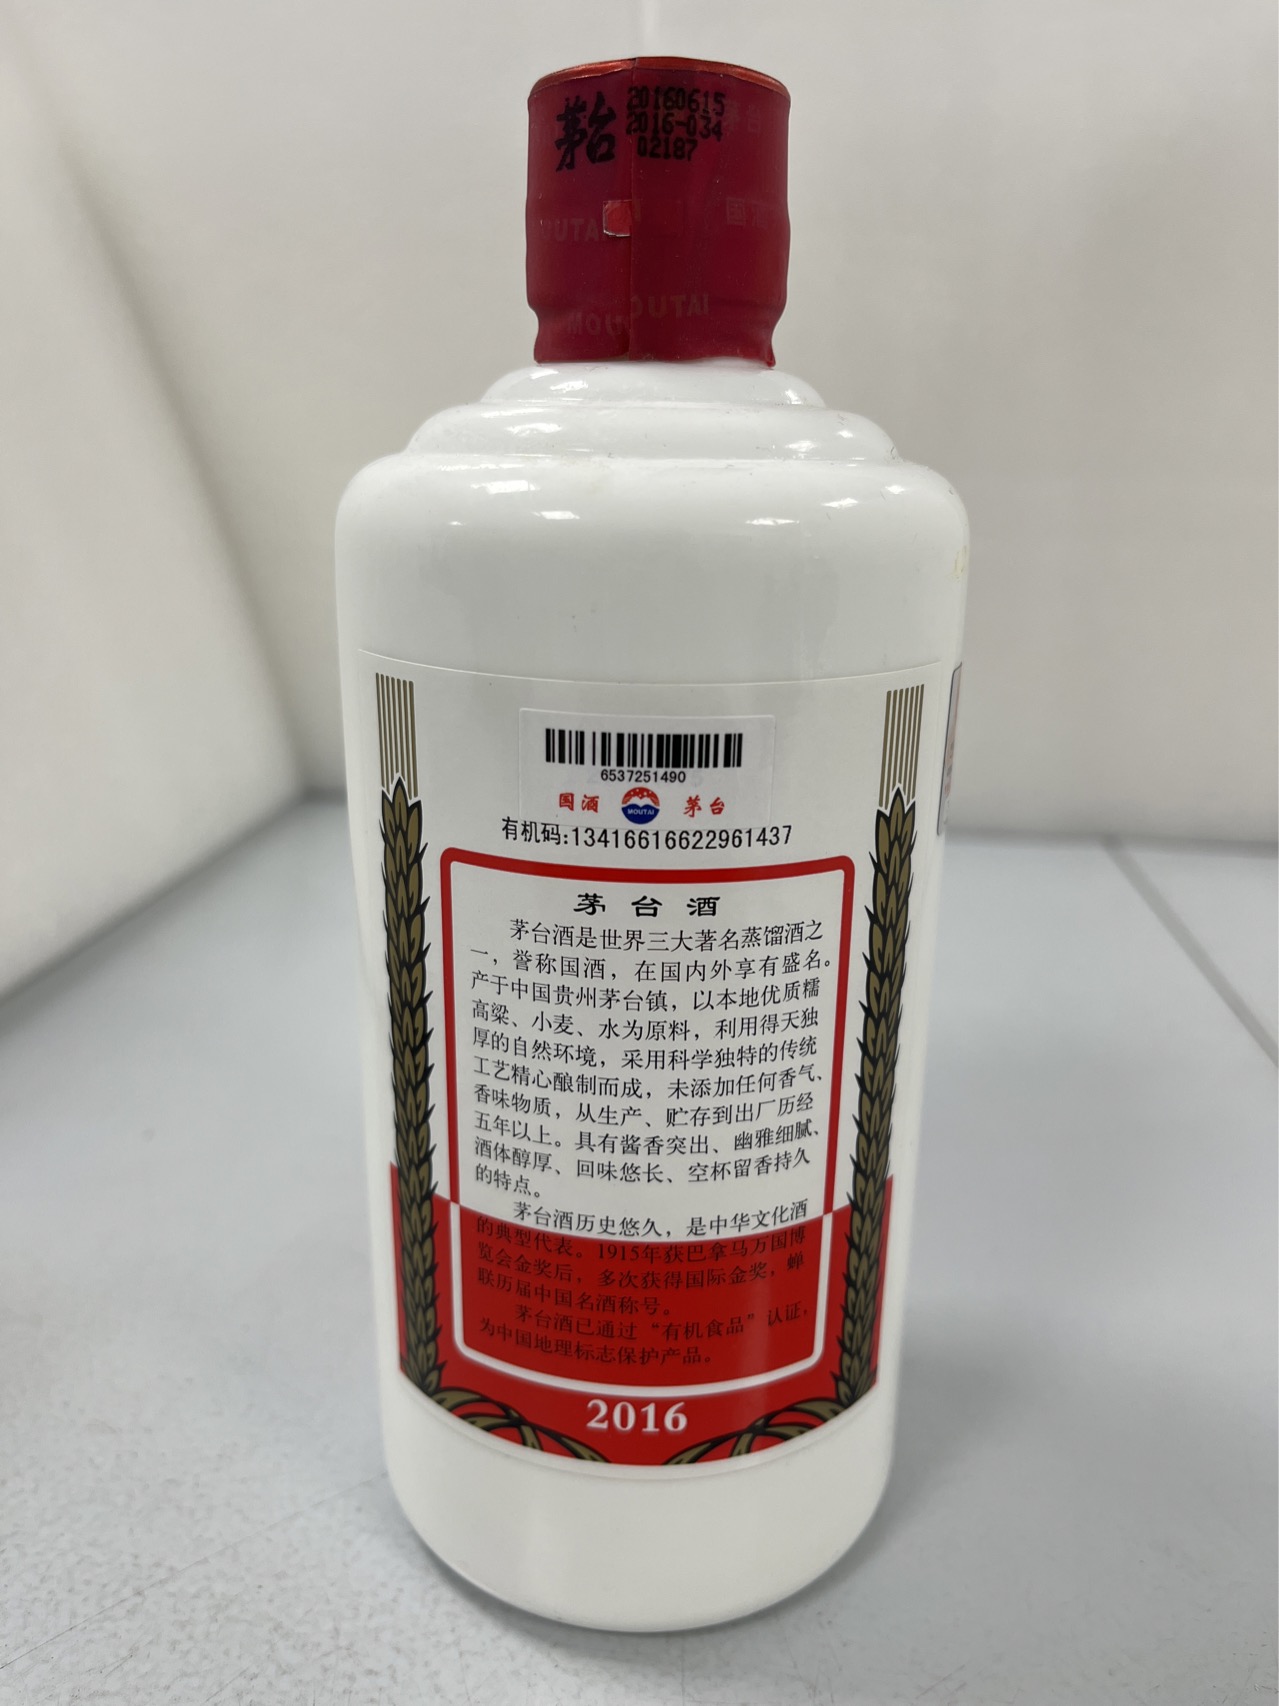 茅台
20160615
2016-034
02187
国
MOUTAI
6537251490
国酒
MOUTAI
茅台
有机码:13416616622961437
茅台酒
茅台酒是世界三大著名蒸馏酒之
一，誉称国酒，在国内外享有盛名。
产于中国贵州茅台镇，以本地优质糯
高粱、小麦、水为原料，利用得天独
厚的自然环境，采用科学独特的传统
工艺精心酿制而成，未添加任何香气、
香味物质，从生产、贮存到出厂历经
五年以上。具有酱香突出、幽雅细腻、
酒体醇厚、回味悠长、空杯留香持久
的特点。
茅台酒历史悠久，是中华文化酒
的典型代表。1915年获巴拿马万国博
览会金奖后，多次获得国际金奖，蝉
联历届中国名酒称号。
茅台酒已通过“有机食品”认证，
为中国地理标志保护产品。
2016